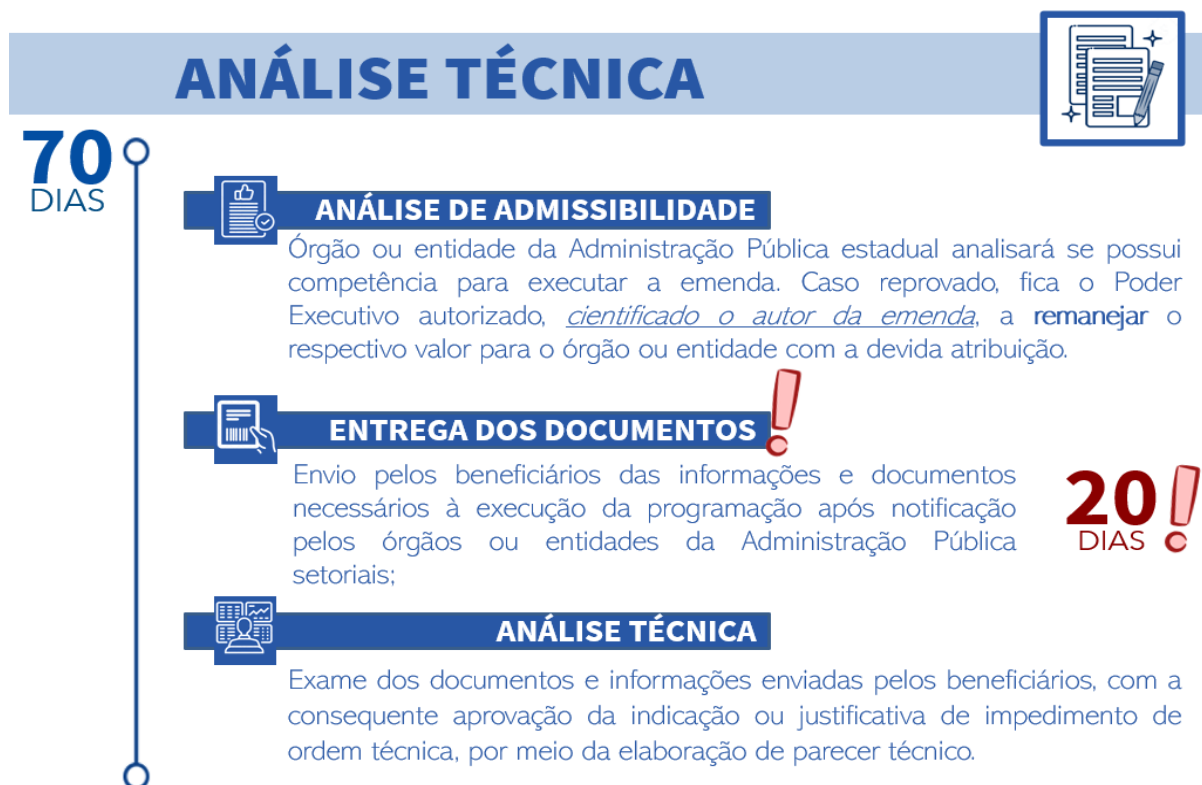 ANÁLISE TÉCNICA
70
DIAS
ANÁLISE DE ADMISSIBILIDADE
Órgão ou entidade da Administração Pública estadual analisará se possui
competência para executar a emenda. Caso reprovado, fica o Poder
Executivo autorizado, cientificado o autor da emenda, a remanejar o
respectivo valor para o órgão ou entidade com a devida atribuição.
ENTREGA DOS DOCUMENTOS!
Envio pelos beneficiários das informações e documentos
necessários à execução da programação após notificação
pelos órgãos ou entidades da Administração Pública
setoriais;
20!
DIAS
ANÁLISE TÉCNICA
Exame dos documentos e informações enviadas pelos beneficiários, com a
consequente aprovação da indicação ou justificativa de impedimento de
ordem técnica, por meio da elaboração de parecer técnico.